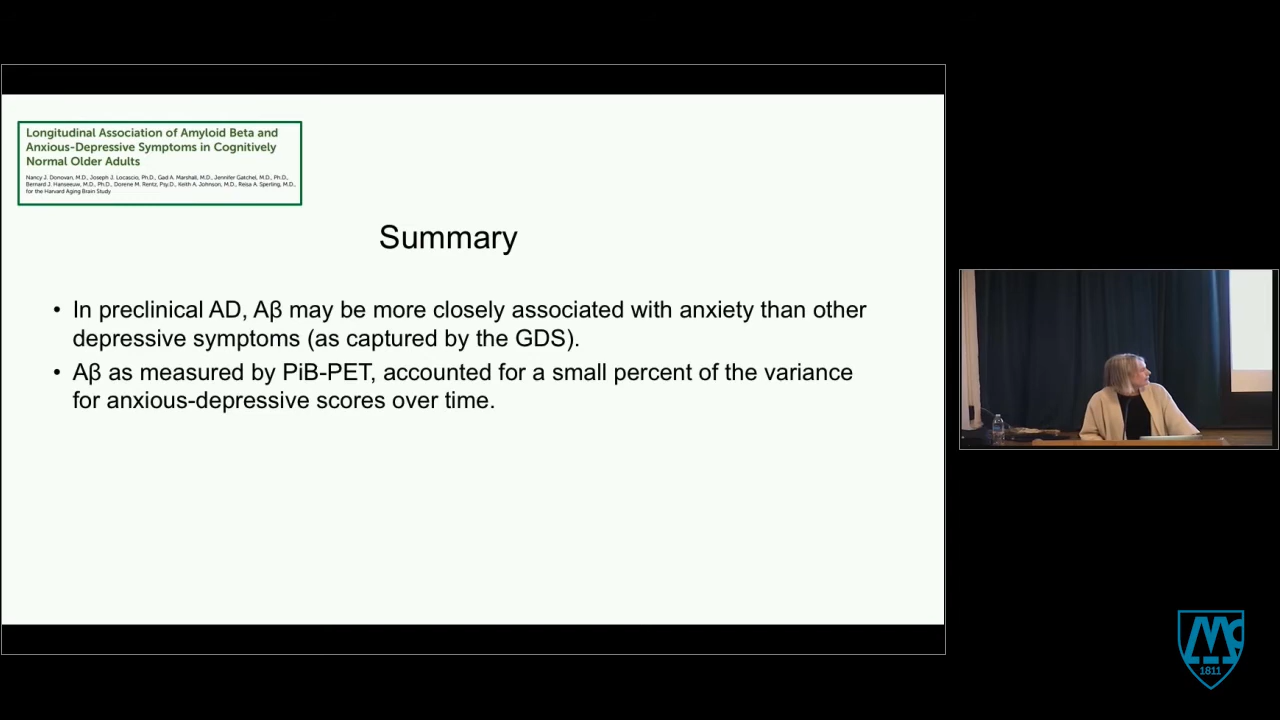 Longitudinal Association of Amyloid Beta and
Anxious-Depressive Symptoms in Cognitively
Normal Older Adults
Nancy J. Donovan, M.D., Joseph J. Locascio, Ph.D., Gad A. Marshall, M.D., Jennifer Gatchel, M.D., Ph.D.,
Bernard J. Hanseeuw, M.D., Ph.D., Dorene M. Rentz, Psy.D., Keith A. Johnson, M.D., Reisa A. Sperling, M.D.,
for the Harvard Aging Brain Study
Summary
• In preclinical AD, Aβ may be more closely associated with anxiety than other
depressive symptoms (as captured by the GDS).
• Aβ as measured by PiB-PET, accounted for a small percent of the variance
for anxious-depressive scores over time.
1811